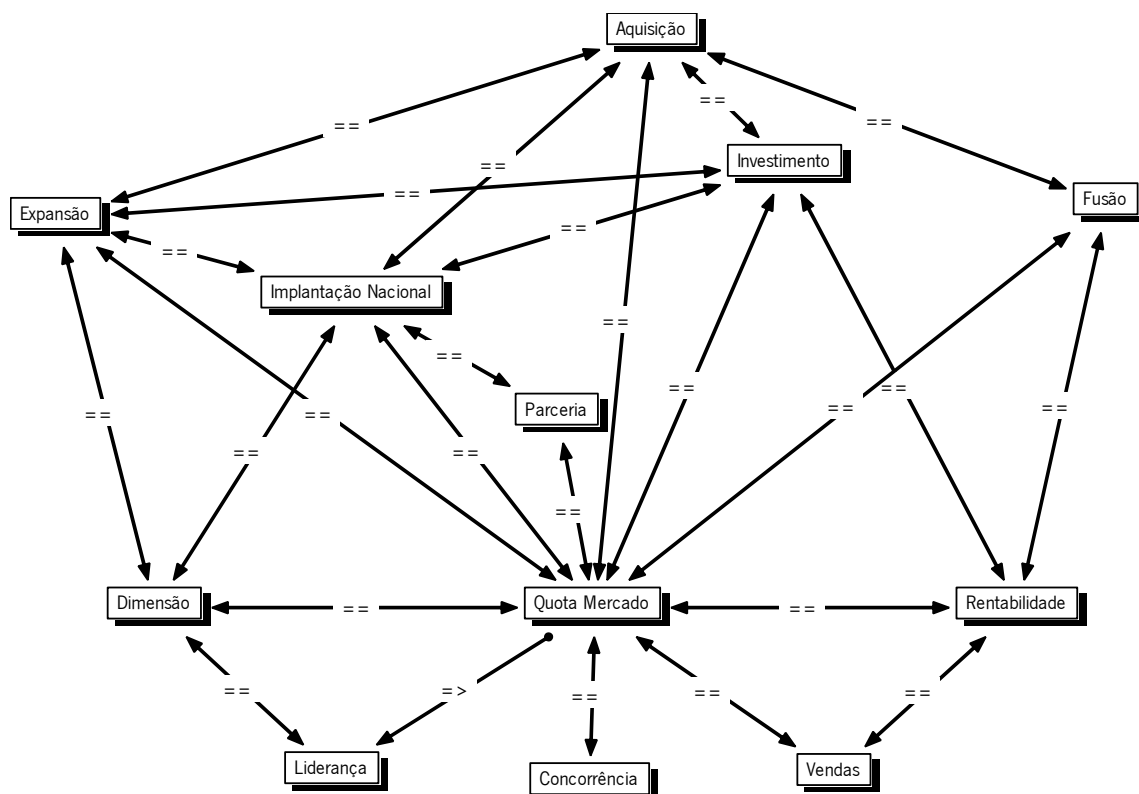 Aquisição
==
==
==
==
Investimento
==
==
Fusão
Expansão
==
==
Implantação Nacional
==
==
==
==
==
Parceria
==
==
==
==
==
==
Dimensão
==
Quota Mercado
==
Rentabilidade
==
=>
==
==
==
Liderança
Concorrência
Vendas